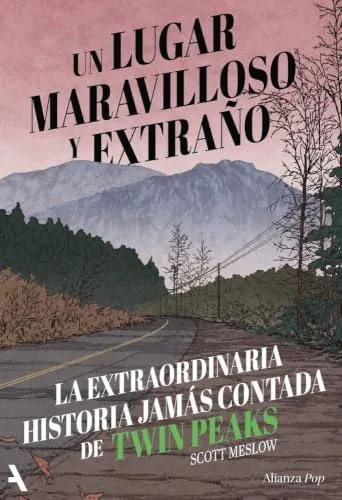 UN LUGAR
MARAVILLOSO
Y EXTRAÑO
LA EXTRAORDINARIA
HISTORIA JAMÁS CONTADA
DE TWIN PEAKS
SCOTT MESLOW
A
Alianza Pop